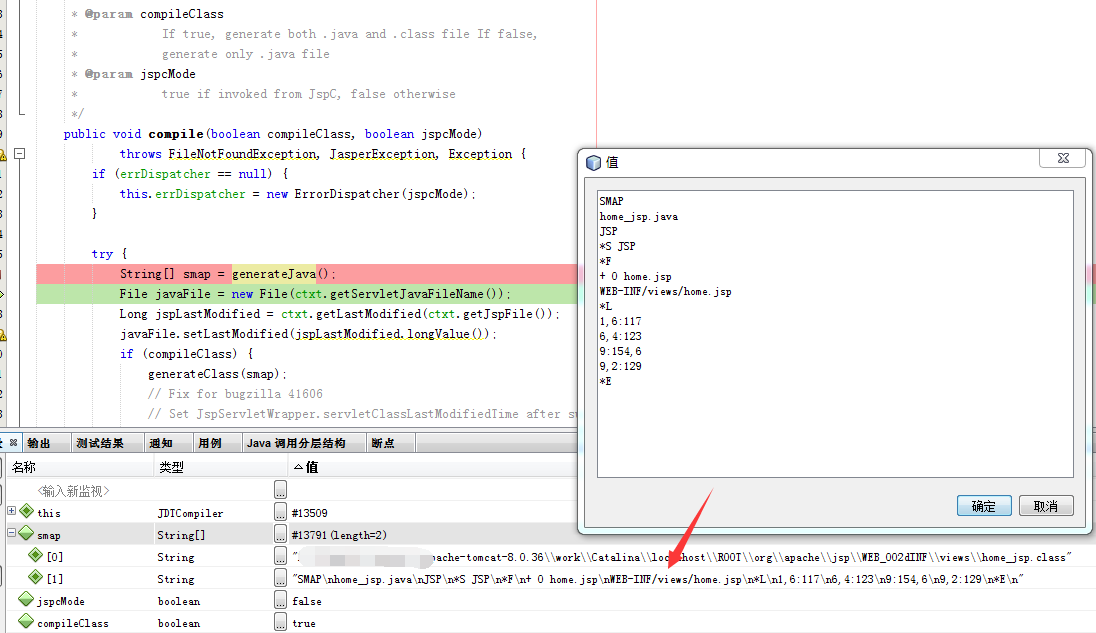 * @param compileClass
* If true, generate both .java and .class file If false,
* generate only .java file
* @param jspcMode
* true if invoked from JspC, false otherwise
*/
public void compile(boolean compileClass, boolean jspcMode)
throws FileNotFoundException, JasperException, Exception {
if (errDispatcher == null) {
this.errDispatcher = new ErrorDispatcher(jspcMode);
}
try {
String[] smap = generateJava();
File javaFile = new File(ctxt.getServletJavaFileName());
Long jspLastModified = ctxt.getLastModified(ctxt.getJspFile());
javaFile.setLastModified(jspLastModified.longValue());
if (compileClass) {
generateClass(smap);
// Fix for bugzilla 41606
// Set JspServletWrapper.servletClassLastModifiedTime after
值
SMAP
home_jsp.java
JSP
*S JSP
*F
+ 0 home.jsp
WEB-INF/views/home.jsp
*L
1,6:117
6,4:123
9:154,6
9,2:129
*E
确定 取消
输出 测试结果 通知 用例 Java 调用分层结构 断点
名称 类型 值
<输入新监视> ...
this JDTCompiler ... #13509
smap String[] ... #13791(length=2)
[0] String ... pache-tomcat-8.0.36\\work\\Catalina\\localhost\\ROOT\\org\\apache\\jsp\\WEB_002dINF\\views\\home_jsp.class"
[1] String ... "SMAP\nhome_jsp.java\nJSP\n*S JSP\n*F\n+ 0 home.jsp\nWEB-INF/views/home.jsp\n*L\n1,6:117\n6,4:123\n9:154,6\n9,2:129\n*E\n"
jspcMode boolean ... false
compileClass boolean ... true